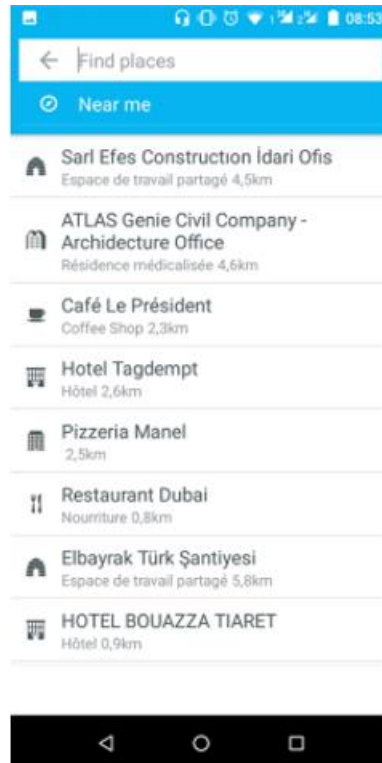 08:53
Find places
Near me
Sarl Efes Construction İdari Ofis
Espace de travail partagé 4,5km
ATLAS Genie Civil Company -
Archidecture Office
Résidence médicalisée 4,6km
Café Le Président
Coffee Shop 2,3km
Hotel Tagdempt
Hôtel 2,6km
Pizzeria Manel
2,5km
Restaurant Dubai
Nourriture 0,8km
Elbayrak Türk Şantiyesi
Espace de travail partagé 5,8km
HOTEL BOUAZZA TIARET
Hôtel 0,9km